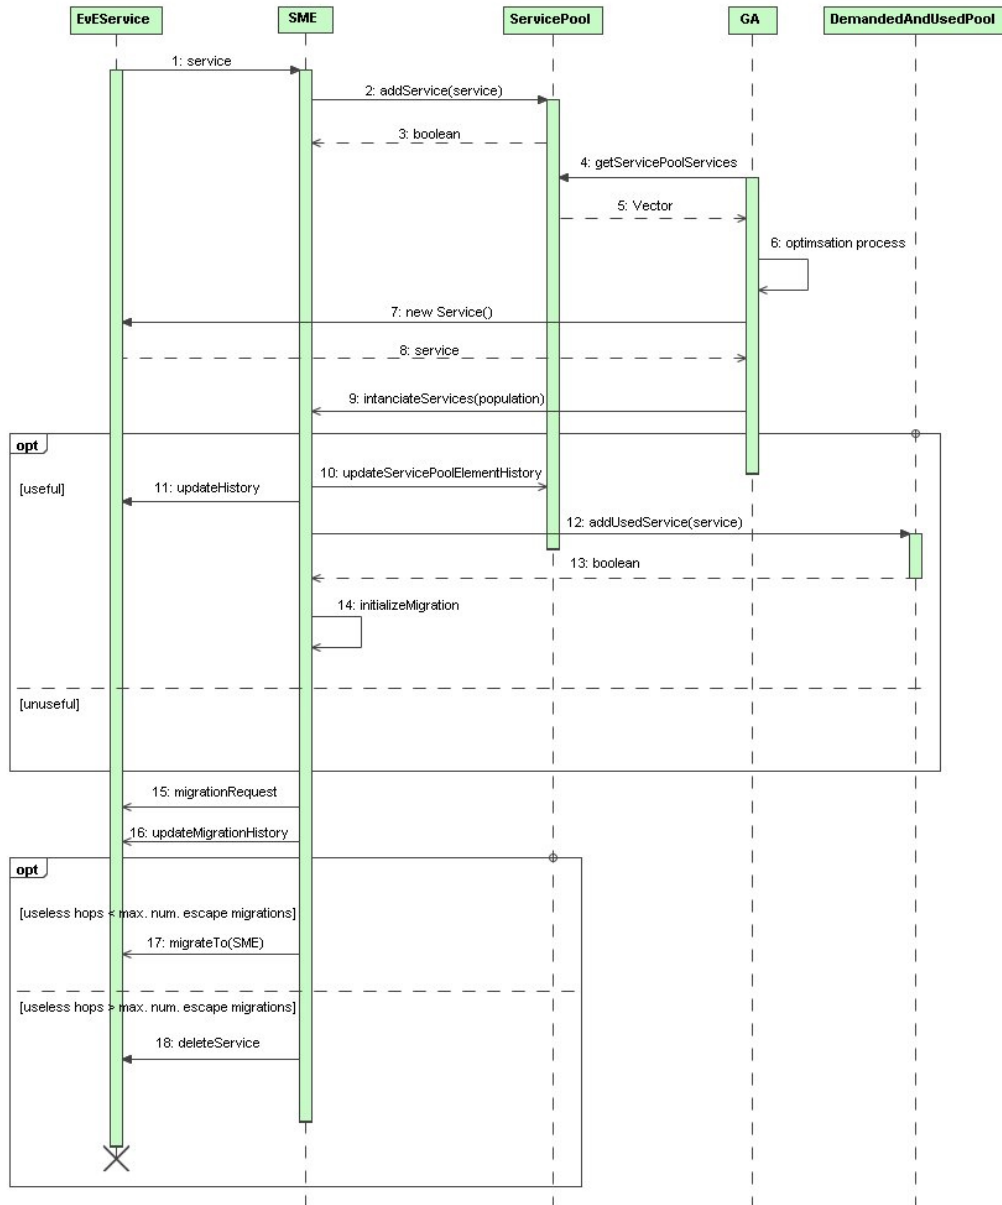 EvEService
SME
ServicePool
GA
DemandedAndUsedPool
1: service
2: addService(service)
3: boolean
4: getServicePoolServices
5: Vector
6: optimsation process
7: new Service()
8: service
9: intanciateServices(population)
opt
[useful]
10: updateServicePoolElementHistory
11: updateHistory
12: addUsedService(service)
13: boolean
14: initializeMigration
[unuseful]
15: migrationRequest
16: updateMigrationHistory
opt
[useless hops < max. num. escape migrations]
17: migrateTo(SME)
[useless hops > max. num. escape migrations]
18: deleteService